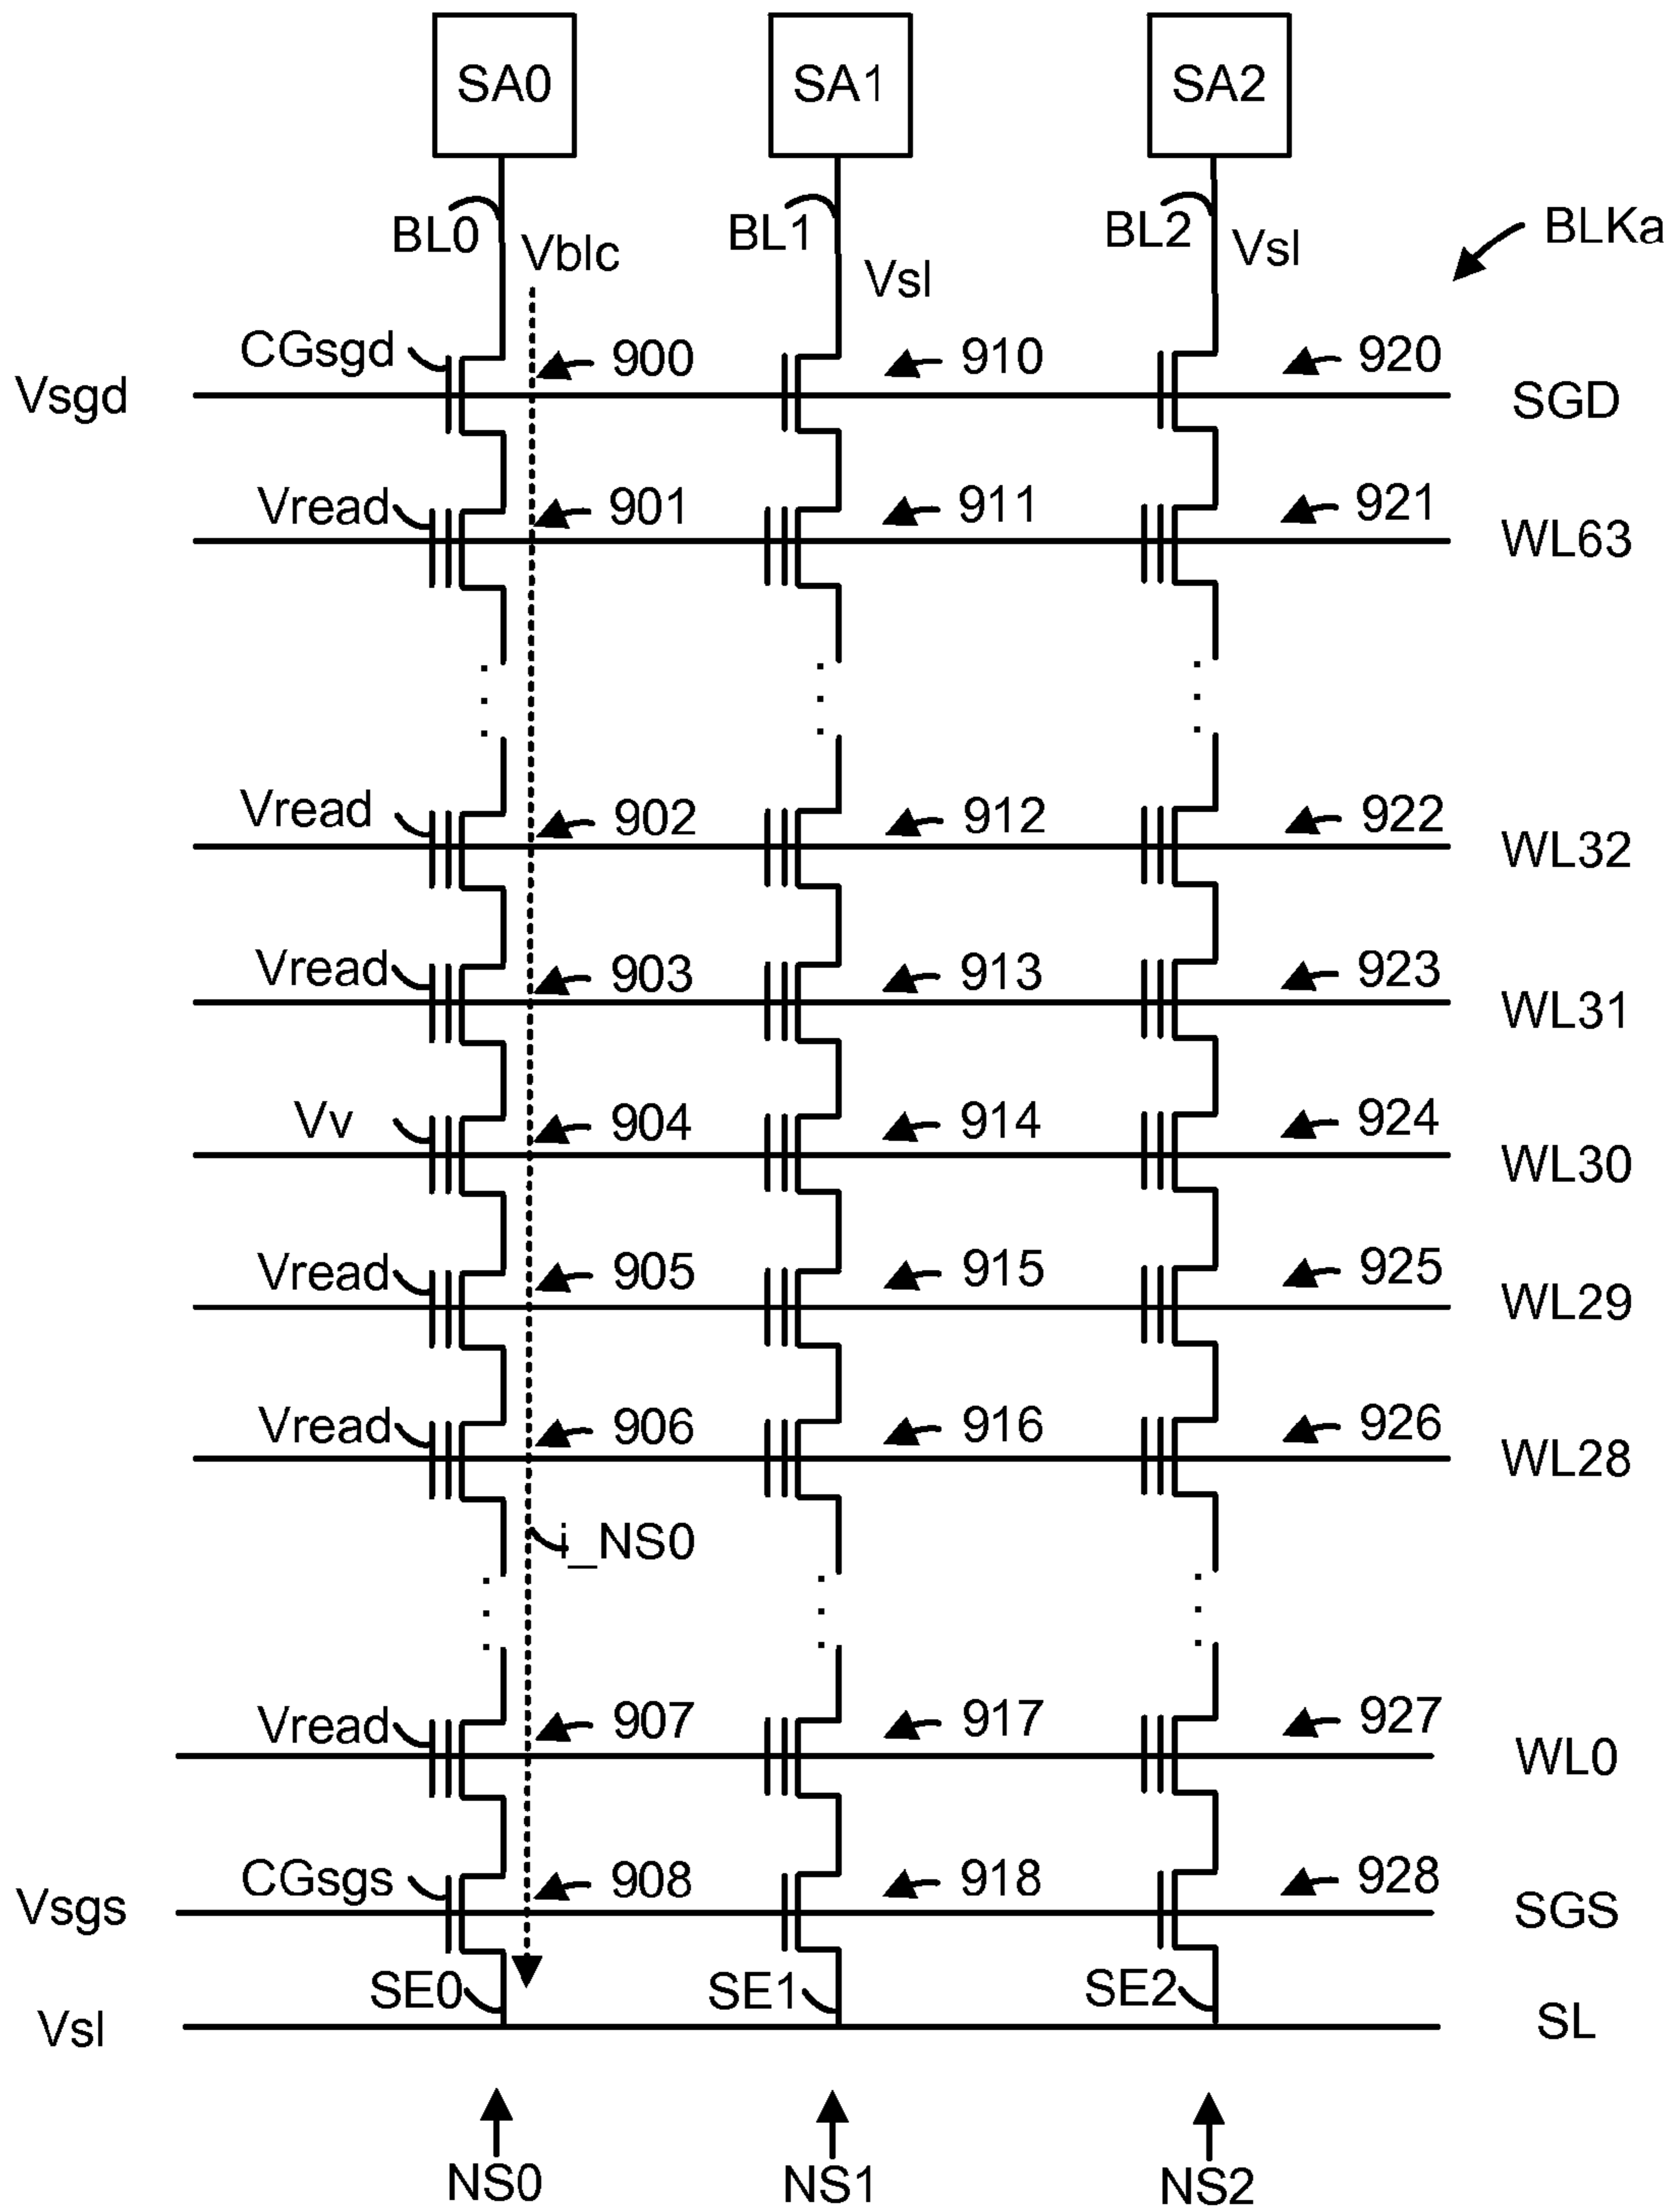 SA0 SA1 SA2
BL0 Vblc BL1 Vsl BL2 Vsl BLKa
CGsgd 900 910 920
Vsgd SGD
Vread 901 911 921 WL63
Vread 902 912 922 WL32
Vread 903 913 923 WL31
Vv 904 914 924 WL30
Vread 905 915 925 WL29
Vread 906 916 926 WL28
i_NS0
Vread 907 917 927 WL0
CGsgs 908 918 928
Vsgs SGS
SE0 SE1 SE2
Vsl SL
NS0 NS1 NS2